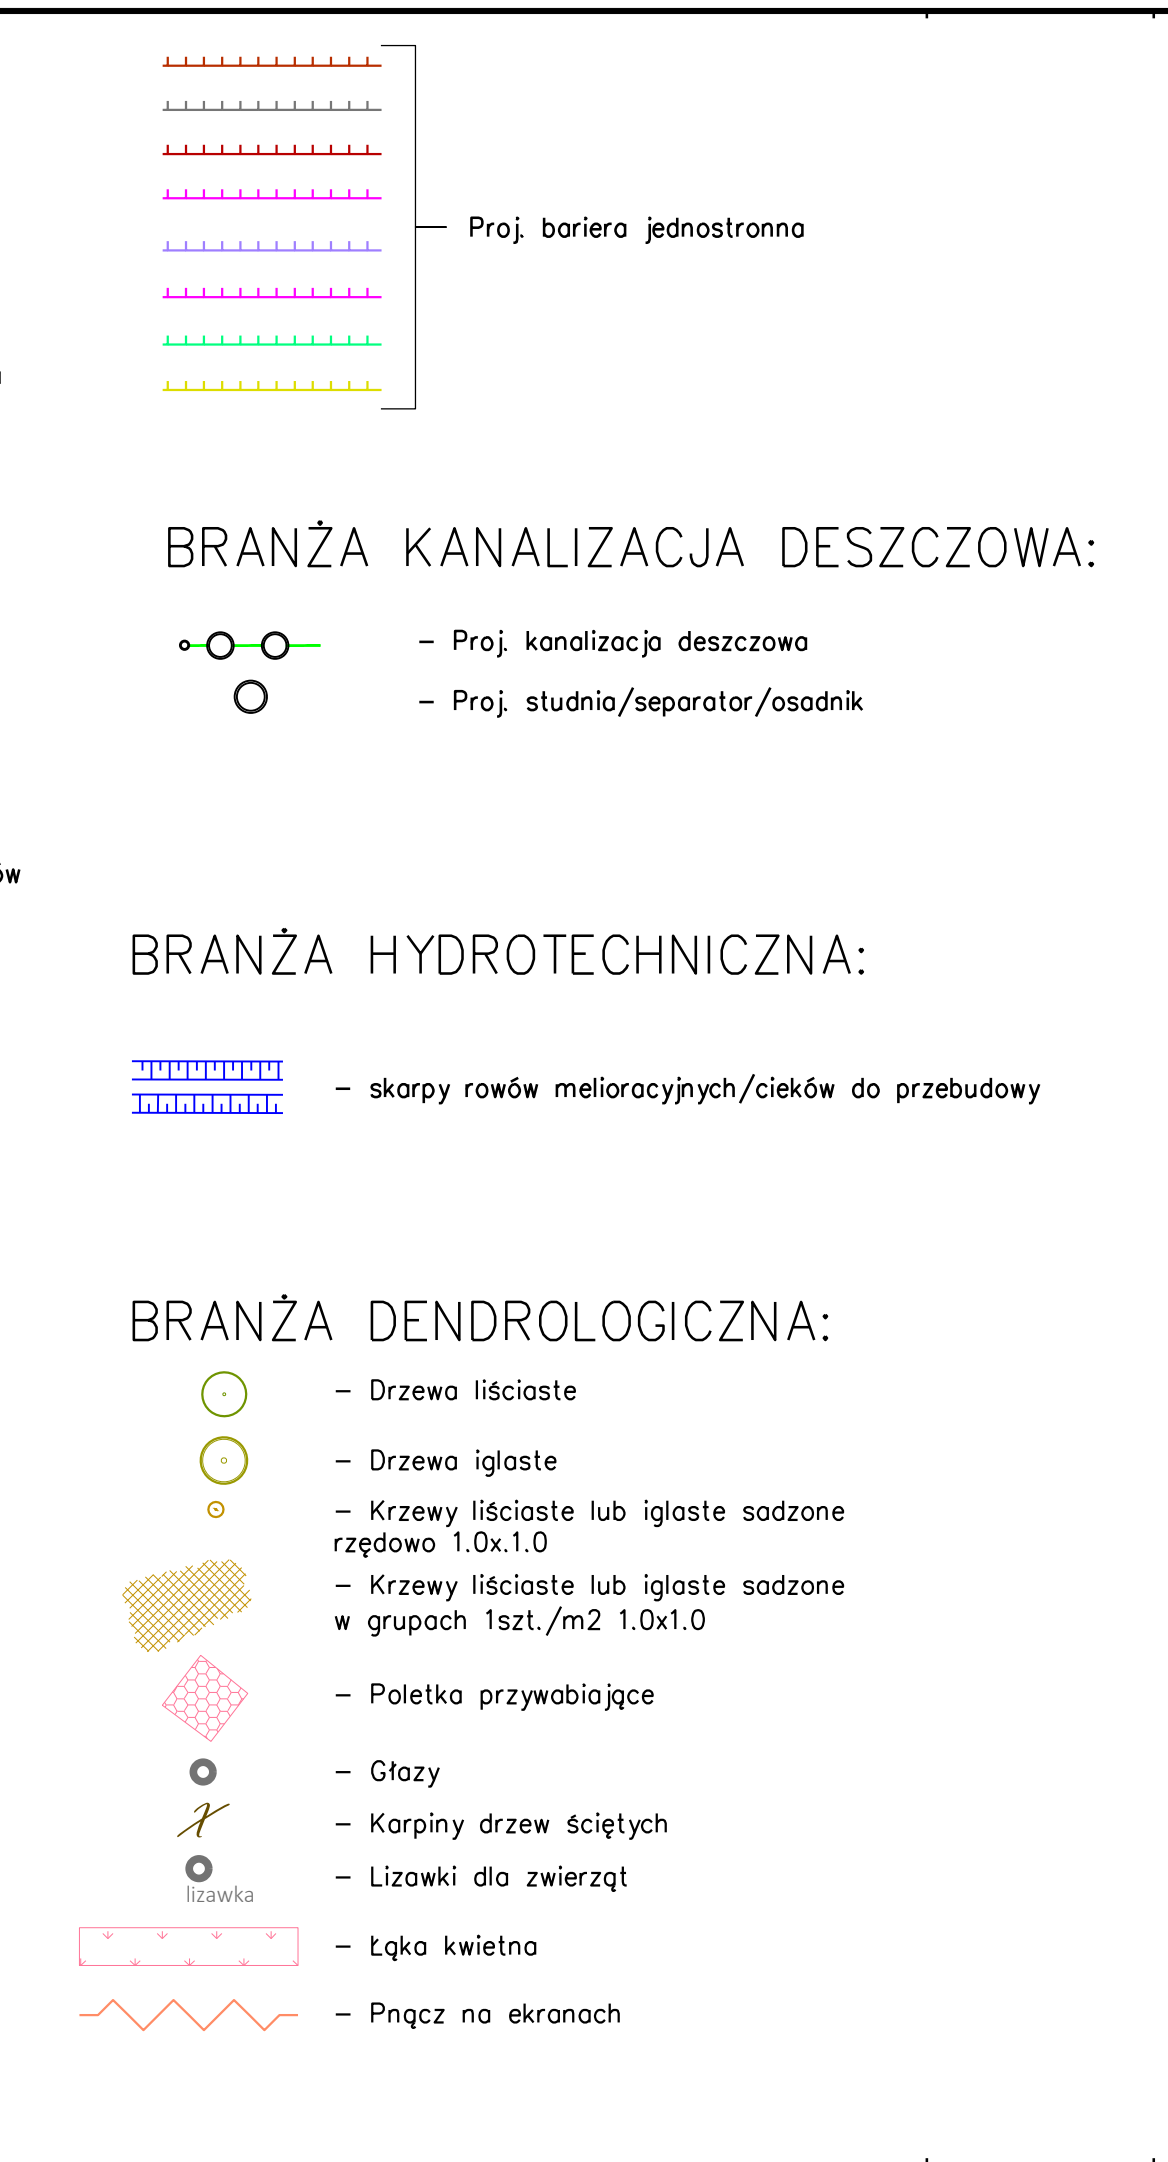 Proj. bariera jednostronna
BRANŻA KANALIZACJA DESZCZOWA:
- Proj. kanalizacja deszczowa
- Proj. studnia/separator/osadnik
ów
BRANŻA HYDROTECHNICZNA:
- skarpy rowów melioracyjnych/cieków do przebudowy
BRANŻA DENDROLOGICZNA:
- Drzewa liściaste
- Drzewa iglaste
- Krzewy liściaste lub iglaste sadzone
rzędowo 1.0x.1.0
- Krzewy liściaste lub iglaste sadzone
w grupach 1szt./m2 1.0x1.0
- Poletka przywabiające
- Głazy
- Karpiny drzew ściętych
- Lizawki dla zwierząt
lizawka
- Łąka kwietna
- Pnącz na ekranach